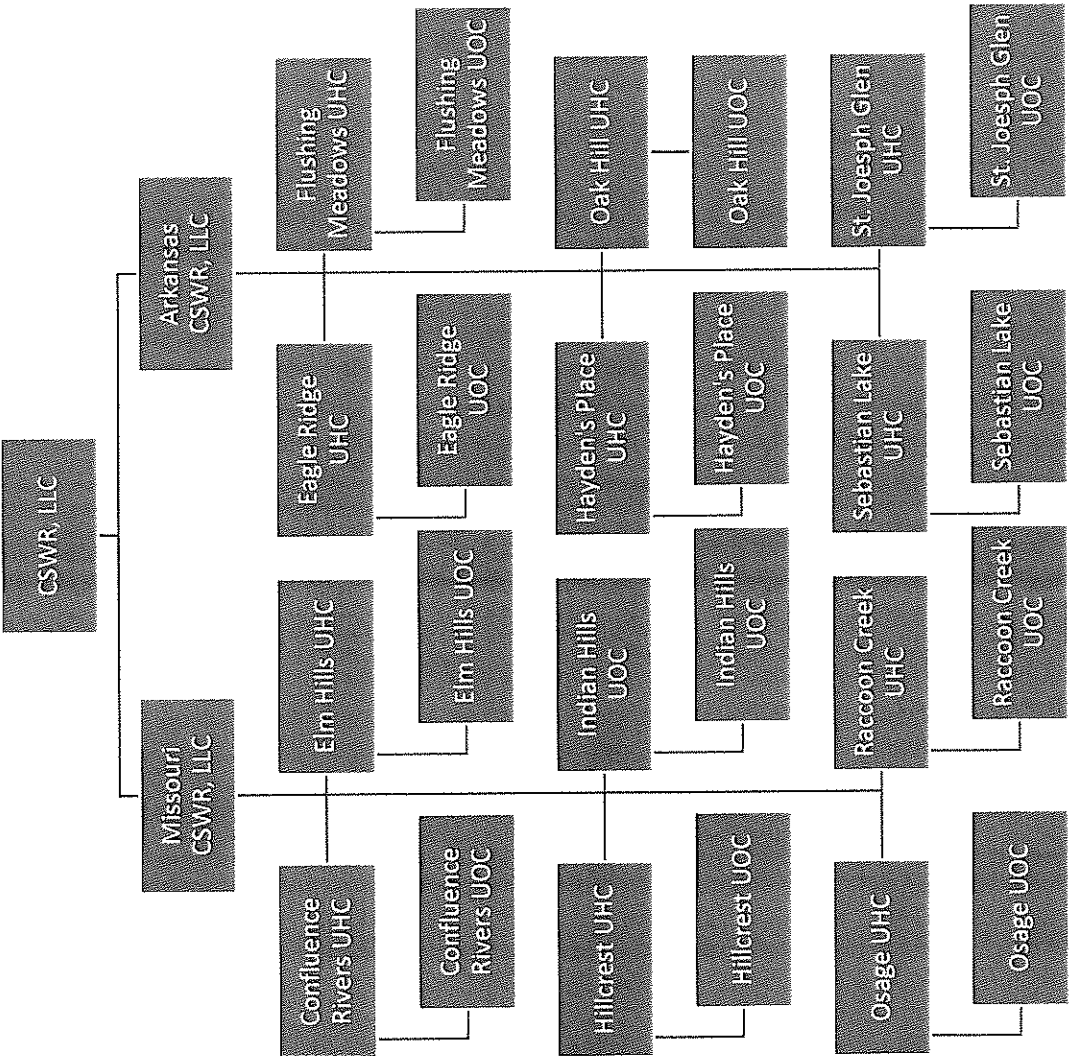 CSWR, LLC
Missouri
CSWR, LLC
Arkansas
CSWR, LLC
Confluence
Rivers UHC
Elm Hills UHC
Eagle Ridge
UHC
Flushing
Meadows UHC
Confluence
Rivers UOC
Elm Hills UOC
Eagle Ridge
UOC
Flushing
Meadows UOC
Hillcrest UHC
Indian Hills
UOC
Hayden's Place
UHC
Oak Hill UHC
Hillcrest UOC
Indian Hills
UOC
Hayden's Place
UOC
Oak Hill UOC
Osage UHC
Raccoon Creek
UHC
Sebastian Lake
UHC
St. Joesph Glen
UHC
Osage UOC
Raccoon Creek
UOC
Sebastian Lake
UOC
St. Joesph Glen
UOC